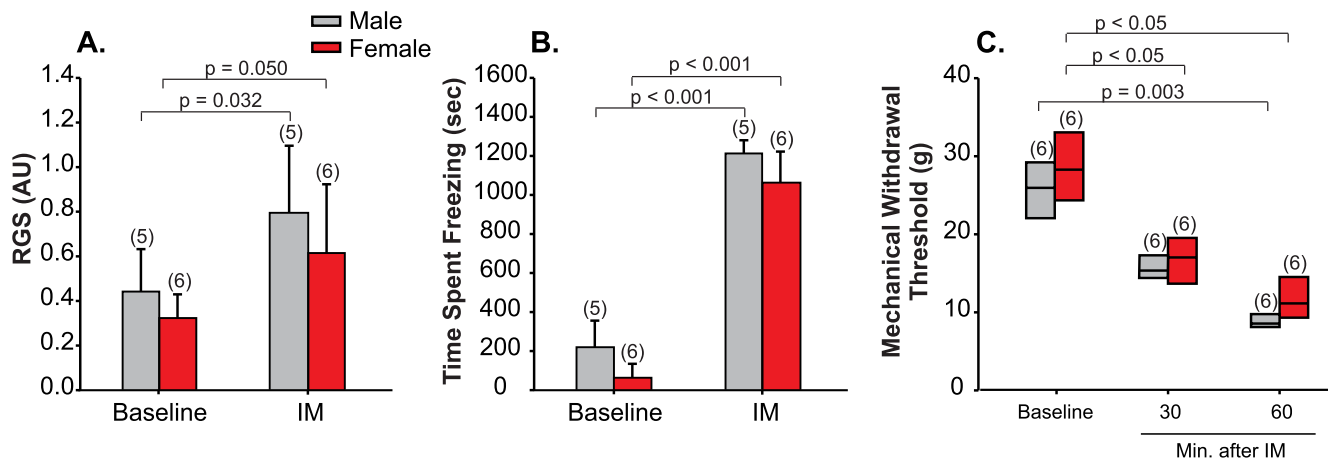 Male
Female
A.
RGS (AU)
1.4
1.2
1.0
0.8
0.6
0.4
0.2
0.0
p = 0.050
p = 0.032
(5)
(6)
(5)
(6)
Baseline
IM
B.
Time Spent Freezing (sec)
1600
1400
1200
1000
800
600
400
200
0
p < 0.001
p < 0.001
(5)
(6)
(5)
(6)
Baseline
IM
C.
Mechanical Withdrawal
Threshold (g)
40
30
20
10
0
p < 0.05
p < 0.05
p = 0.003
(6)
(6)
(6)
(6)
(6)
(6)
Baseline
30
60
Min. after IM